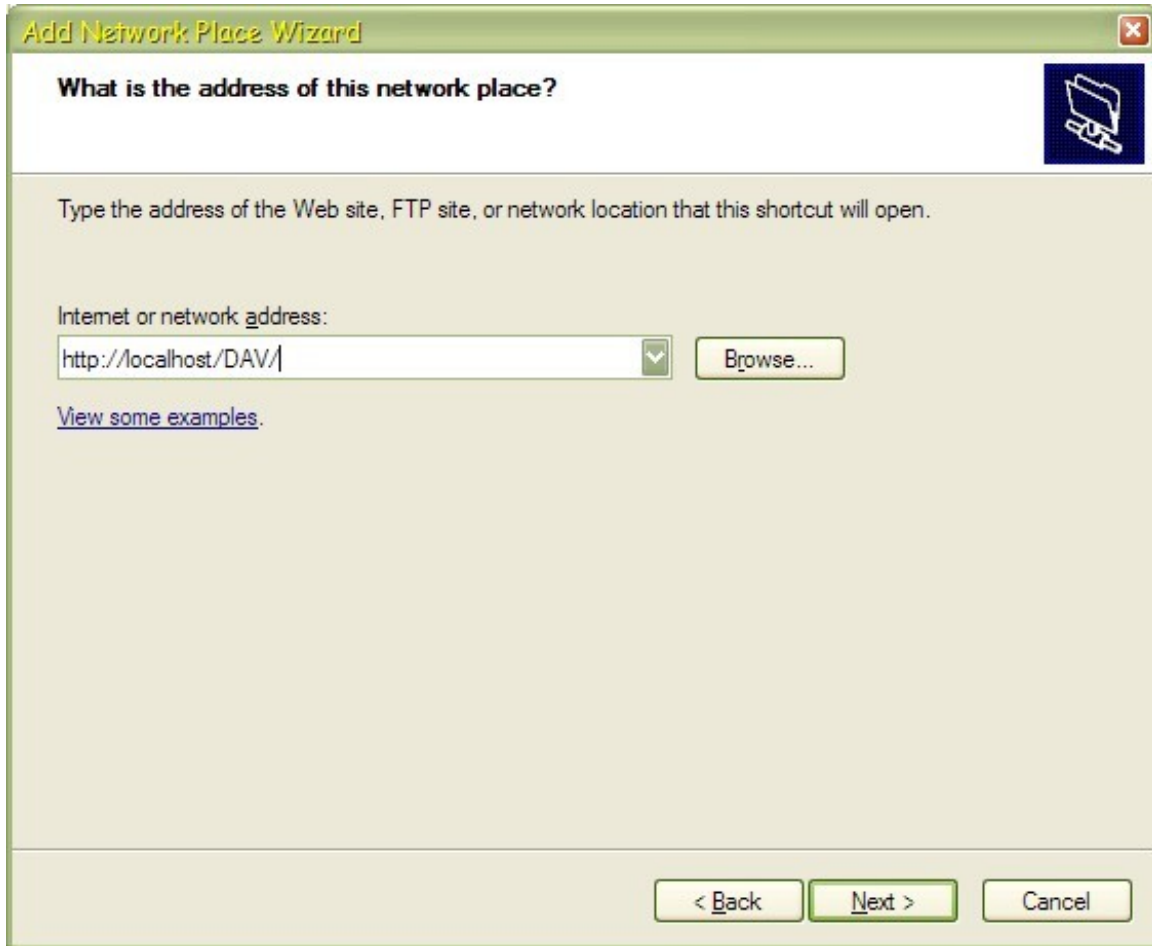 Add Network Place Wizard
What is the address of this network place?
Type the address of the Web site, FTP site, or network location that this shortcut will open.
Internet or network address:
http://localhost/DAV/
Browse...
View some examples.
< Back
Next >
Cancel